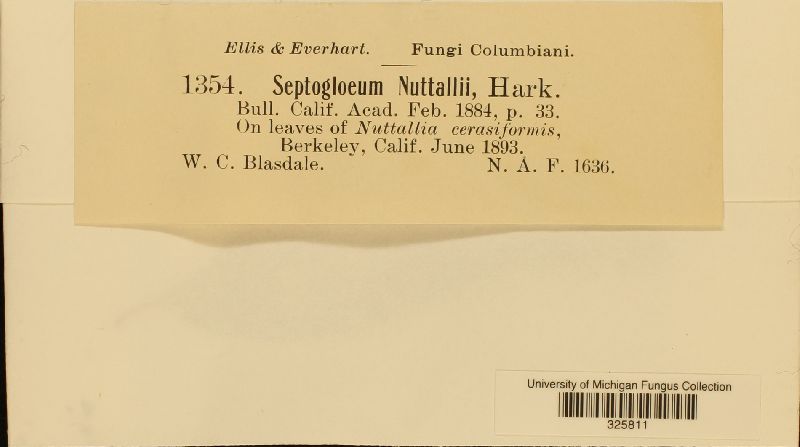 Ellis & Everhart. Fungi Columbiani.
1354. Septogloeum Nuttallii, Hark.
Bull. Calif. Acad. Feb. 1884, p. 33.
On leaves of Nuttallia cerasiformis,
Berkeley, Calif. June 1893.
W. C. Blasdale. N. A. F. 1636.
University of Michigan Fungus Collection
325811